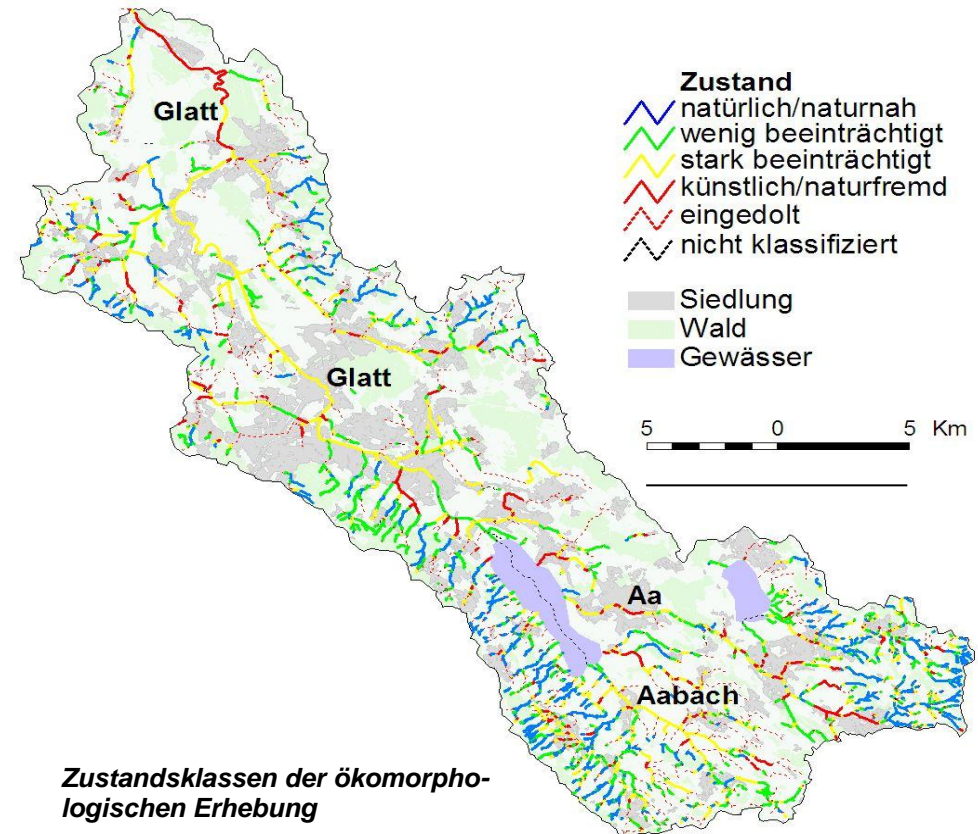 Glatt
Zustand
natürlich/naturnah
wenig beeinträchtigt
stark beeinträchtigt
künstlich/naturfremd
eingedolt
nicht klassifiziert
Siedlung
Wald
Gewässer
Glatt
5 0 5 Km
Aa
Aabach
Zustandsklassen der ökomorpho-
logischen Erhebung